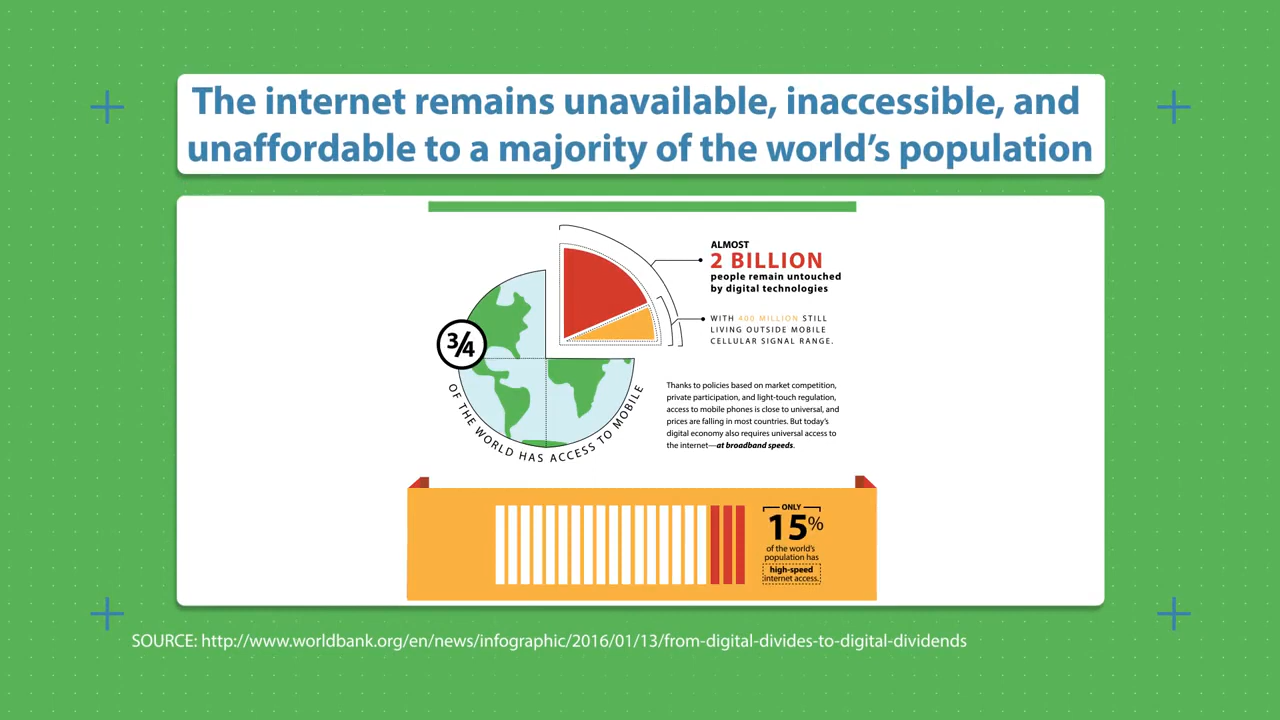 The internet remains unavailable, inaccessible, and
unaffordable to a majority of the world's population
ALMOST
2 BILLION
people remain untouched
by digital technologies
WITH 400 MILLION STILL
LIVING OUTSIDE MOBILE
CELLULAR SIGNAL RANGE.
3/4
OF THE WORLD HAS ACCESS TO MOBILE
Thanks to policies based on market competition,
private participation, and light-touch regulation,
access to mobile phones is close to universal, and
prices are falling in most countries. But today's
digital economy also requires universal access to
the internet—at broadband speeds.
ONLY
15%
of the world's
population has
high-speed
internet access.
SOURCE: http://www.worldbank.org/en/news/infographic/2016/01/13/from-digital-divides-to-digital-dividends